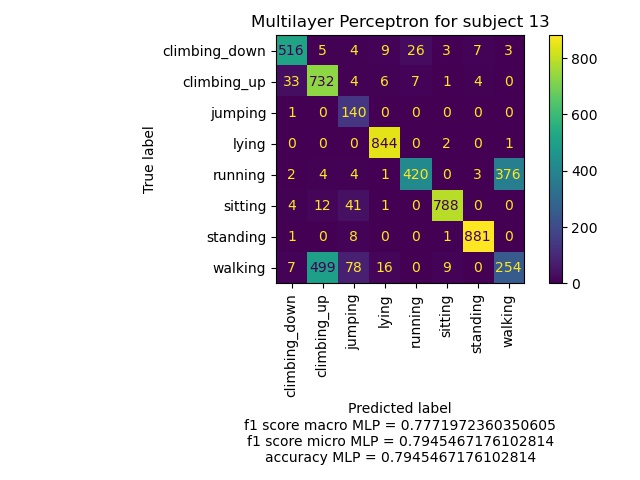 Multilayer Perceptron for subject 13
climbing_down 516 5 4 9 26 3 7 3
climbing_up 33 732 4 6 7 1 4 0
jumping 1 0 140 0 0 0 0 0
lying 0 0 0 844 0 2 0 1
running 2 4 4 1 420 0 3 376
sitting 4 12 41 1 0 788 0 0
standing 1 0 8 0 0 1 881 0
walking 7 499 78 16 0 9 0 254
True label
climbing_down climbing_up jumping lying running sitting standing walking
Predicted label
800
600
400
200
0
f1 score macro MLP = 0.7771972360350605
f1 score micro MLP = 0.7945467176102814
accuracy MLP = 0.7945467176102814